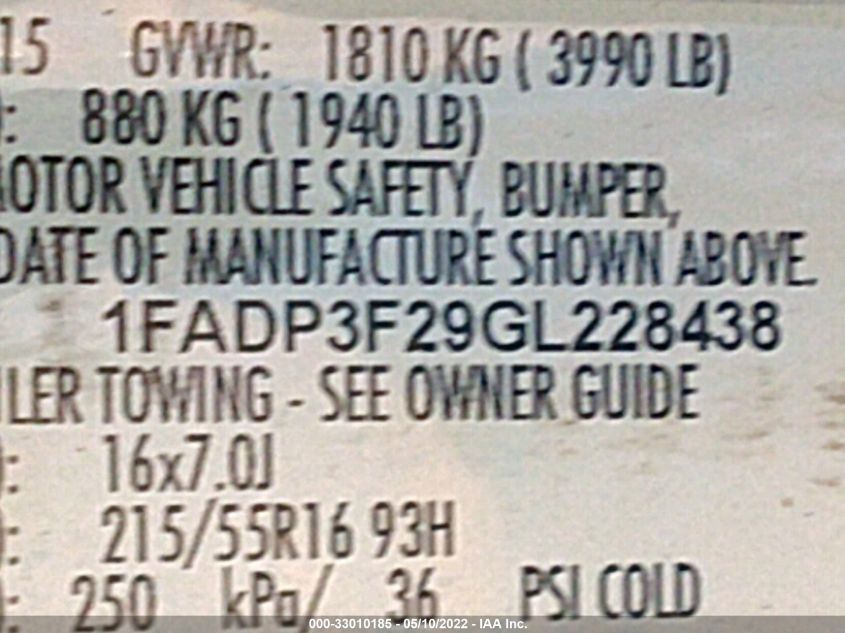 15 GVWR: 1810 KG ( 3990 LB)
: 880 KG ( 1940 LB)
MOTOR VEHICLE SAFETY, BUMPER,
DATE OF MANUFACTURE SHOWN ABOVE.
1FADP3F29GL228438
ILER TOWING - SEE OWNER GUIDE
): 16x7.0J
): 215/55R16 93H
): 250 kPa/ 36 PSI COLD
000-33010185 - 05/10/2022 - IAA Inc.